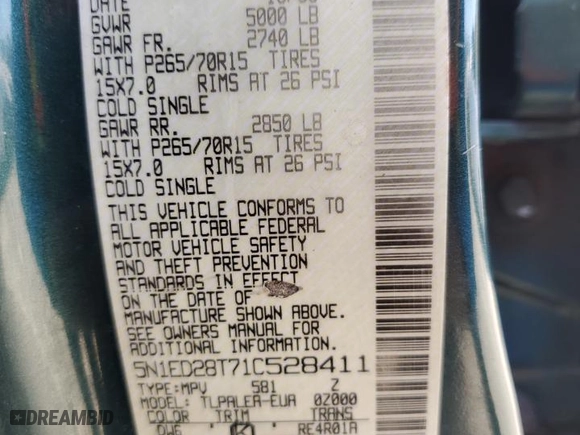 DATE
GVWR 5000 LB
GAWR FR. 2740 LB
WITH P265/70R15 TIRES
15X7.0 RIMS AT 26 PSI
COLD SINGLE
GAWR RR. 2850 LB
WITH P265/70R15 TIRES
15X7.0 RIMS AT 26 PSI
COLD SINGLE
THIS VEHICLE CONFORMS TO
ALL APPLICABLE FEDERAL
MOTOR VEHICLE SAFETY
AND THEFT PREVENTION
STANDARDS IN EFFECT
ON THE DATE OF
MANUFACTURE SHOWN ABOVE.
SEE OWNERS MANUAL FOR
ADDITIONAL INFORMATION
5N1ED28T71C528411
TYPE:MPV 581 Z
MODEL: TLPALEA-EUA 0Z000
COLOR TRIM TRANS
DW6 K RE4R01A
DREAMBID